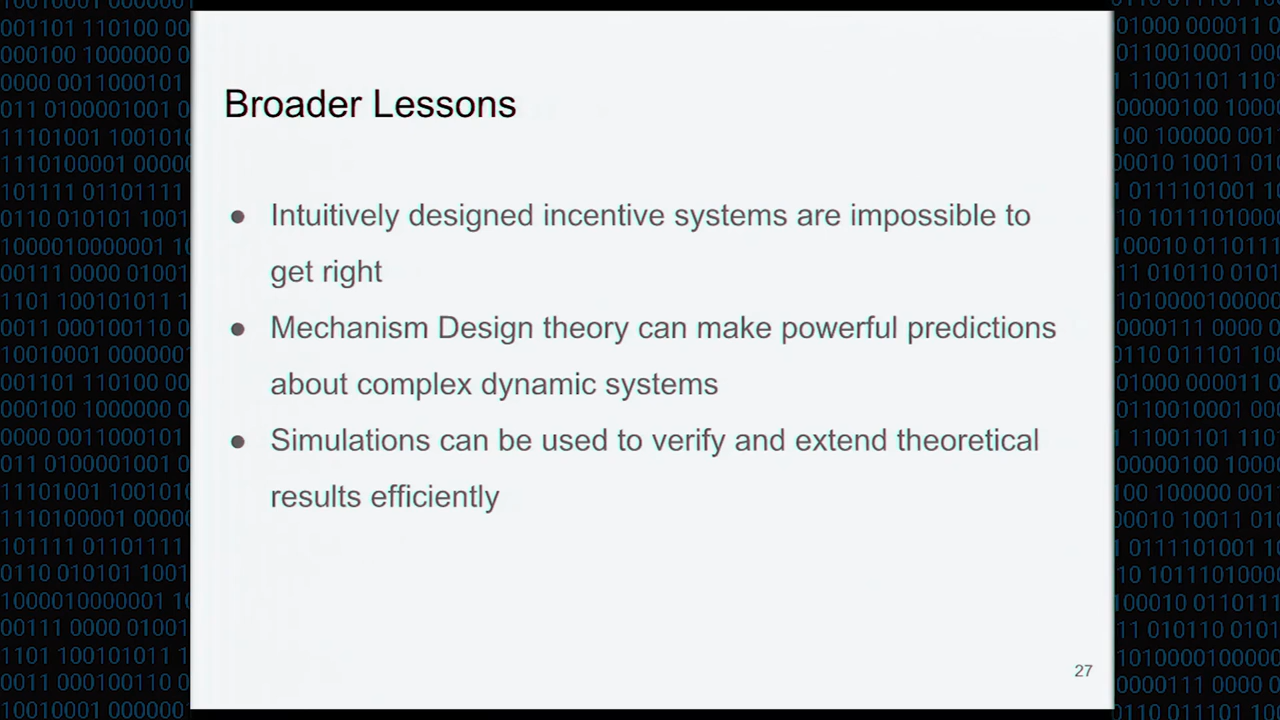 Broader Lessons
● Intuitively designed incentive systems are impossible to
get right
● Mechanism Design theory can make powerful predictions
about complex dynamic systems
● Simulations can be used to verify and extend theoretical
results efficiently
27